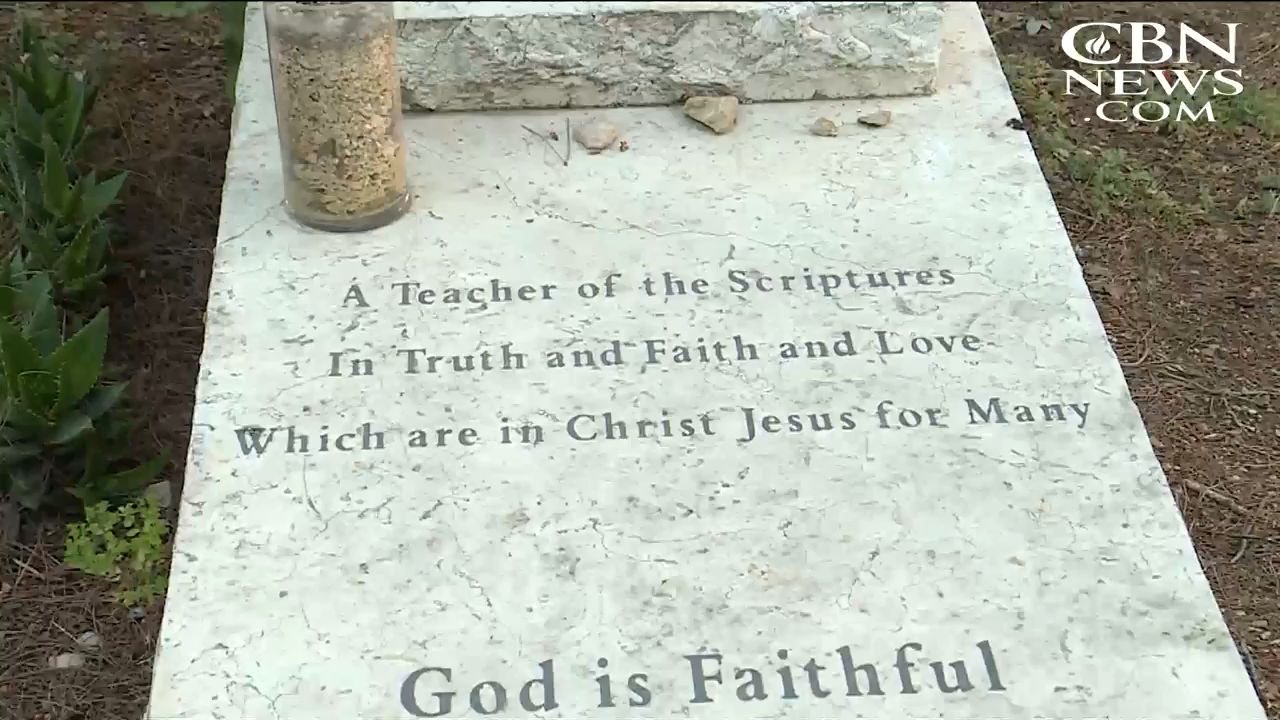 CBN
NEWS
.COM
A Teacher of the Scriptures
In Truth and Faith and Love
Which are in Christ Jesus for Many
God is Faithful